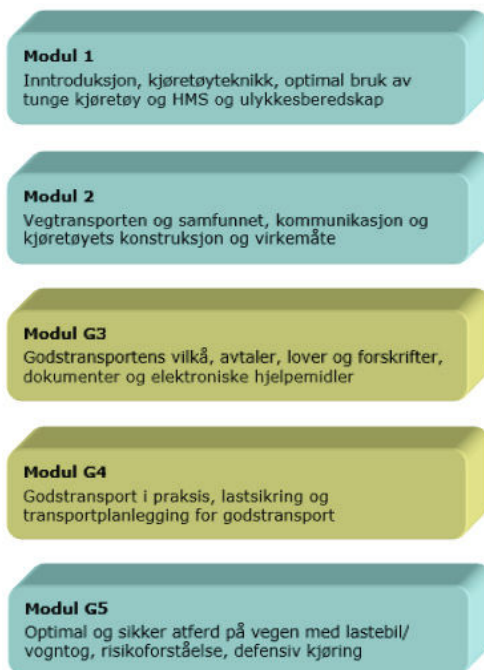 Modul 1
Inntroduksjon, kjøretøyteknikk, optimal bruk av
tunge kjøretøy og HMS og ulykkesberedskap
Modul 2
Vegtransporten og samfunnet, kommunikasjon og
kjøretøyets konstruksjon og virkemåte
Modul G3
Godstransportens vilkå, avtaler, lover og forskrifter,
dokumenter og elektroniske hjelpemidler
Modul G4
Godstransport i praksis, lastsikring og
transportplanlegging for godstransport
Modul G5
Optimal og sikker atferd på vegen med lastebil/
vogntog, risikoforståelse, defensiv kjøring